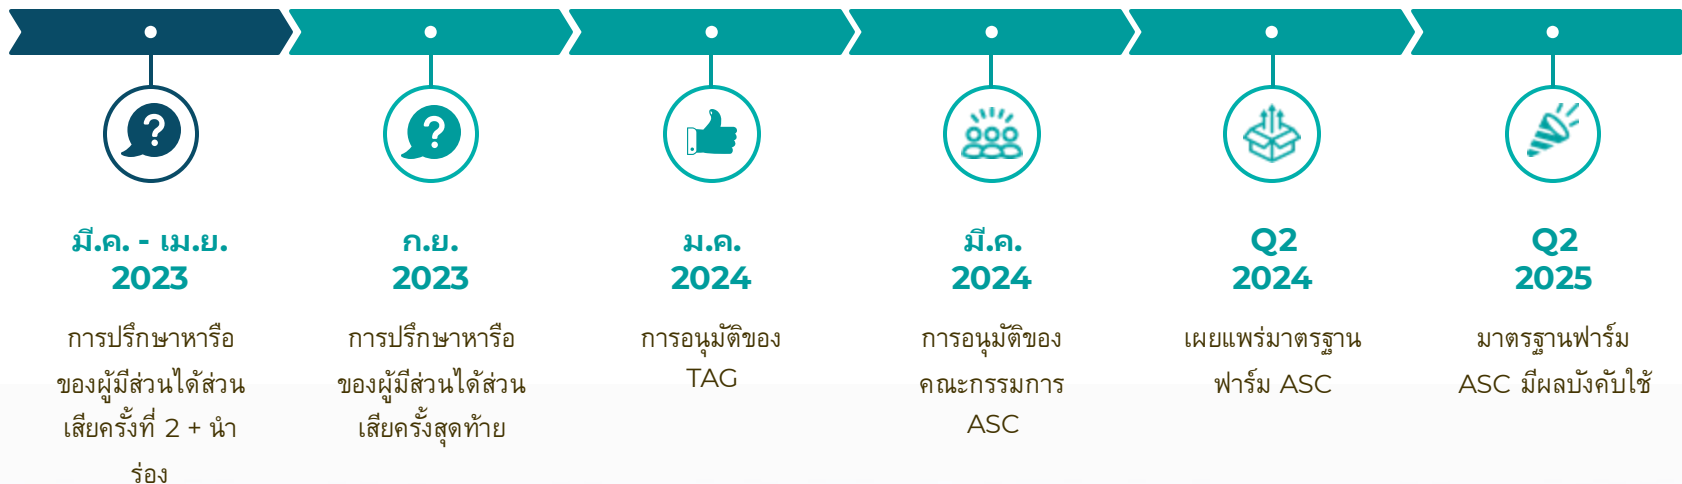 มี.ค. - เม.ย.
2023
การปรึกษาหารือ
ของผู้มีส่วนได้ส่วน
เสียครั้งที่ 2 + นำ
ร่อง
ก.ย.
2023
การปรึกษาหารือ
ของผู้มีส่วนได้ส่วน
เสียครั้งสุดท้าย
ม.ค.
2024
การอนุมัติของ
TAG
มี.ค.
2024
การอนุมัติของ
คณะกรรมการ
ASC
Q2
2024
เผยแพร่มาตรฐาน
ฟาร์ม ASC
Q2
2025
มาตรฐานฟาร์ม
ASC มีผลบังคับใช้